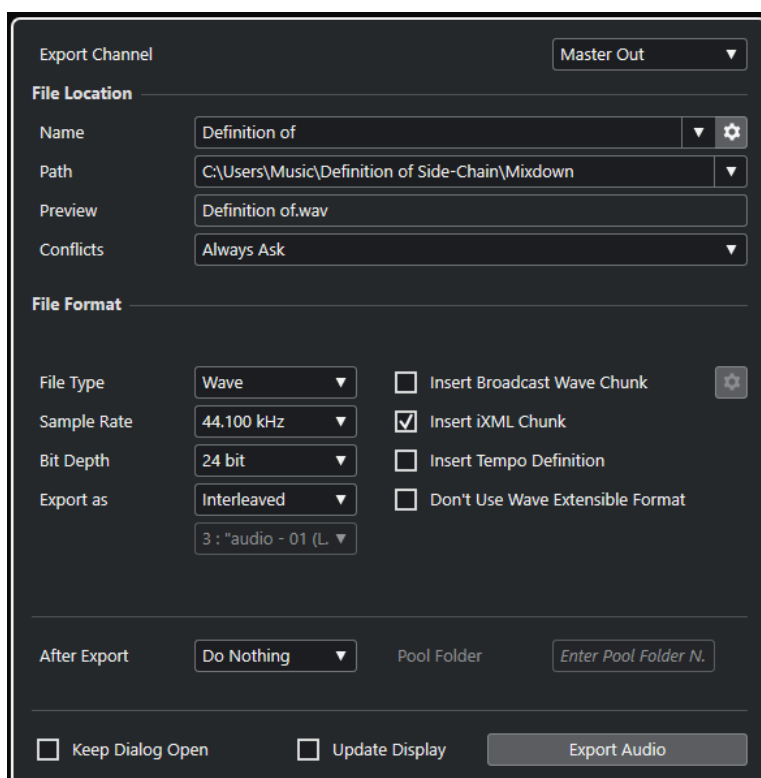 Export Channel Master Out
File Location
Name Definition of
Path C:\Users\Music\Definition of Side-Chain\Mixdown
Preview Definition of.wav
Conflicts Always Ask
File Format
File Type Wave Insert Broadcast Wave Chunk
Sample Rate 44.100 kHz Insert iXML Chunk
Bit Depth 24 bit Insert Tempo Definition
Export as Interleaved Don't Use Wave Extensible Format
3 : "audio - 01 (L.
After Export Do Nothing Pool Folder Enter Pool Folder N.
Keep Dialog Open Update Display Export Audio